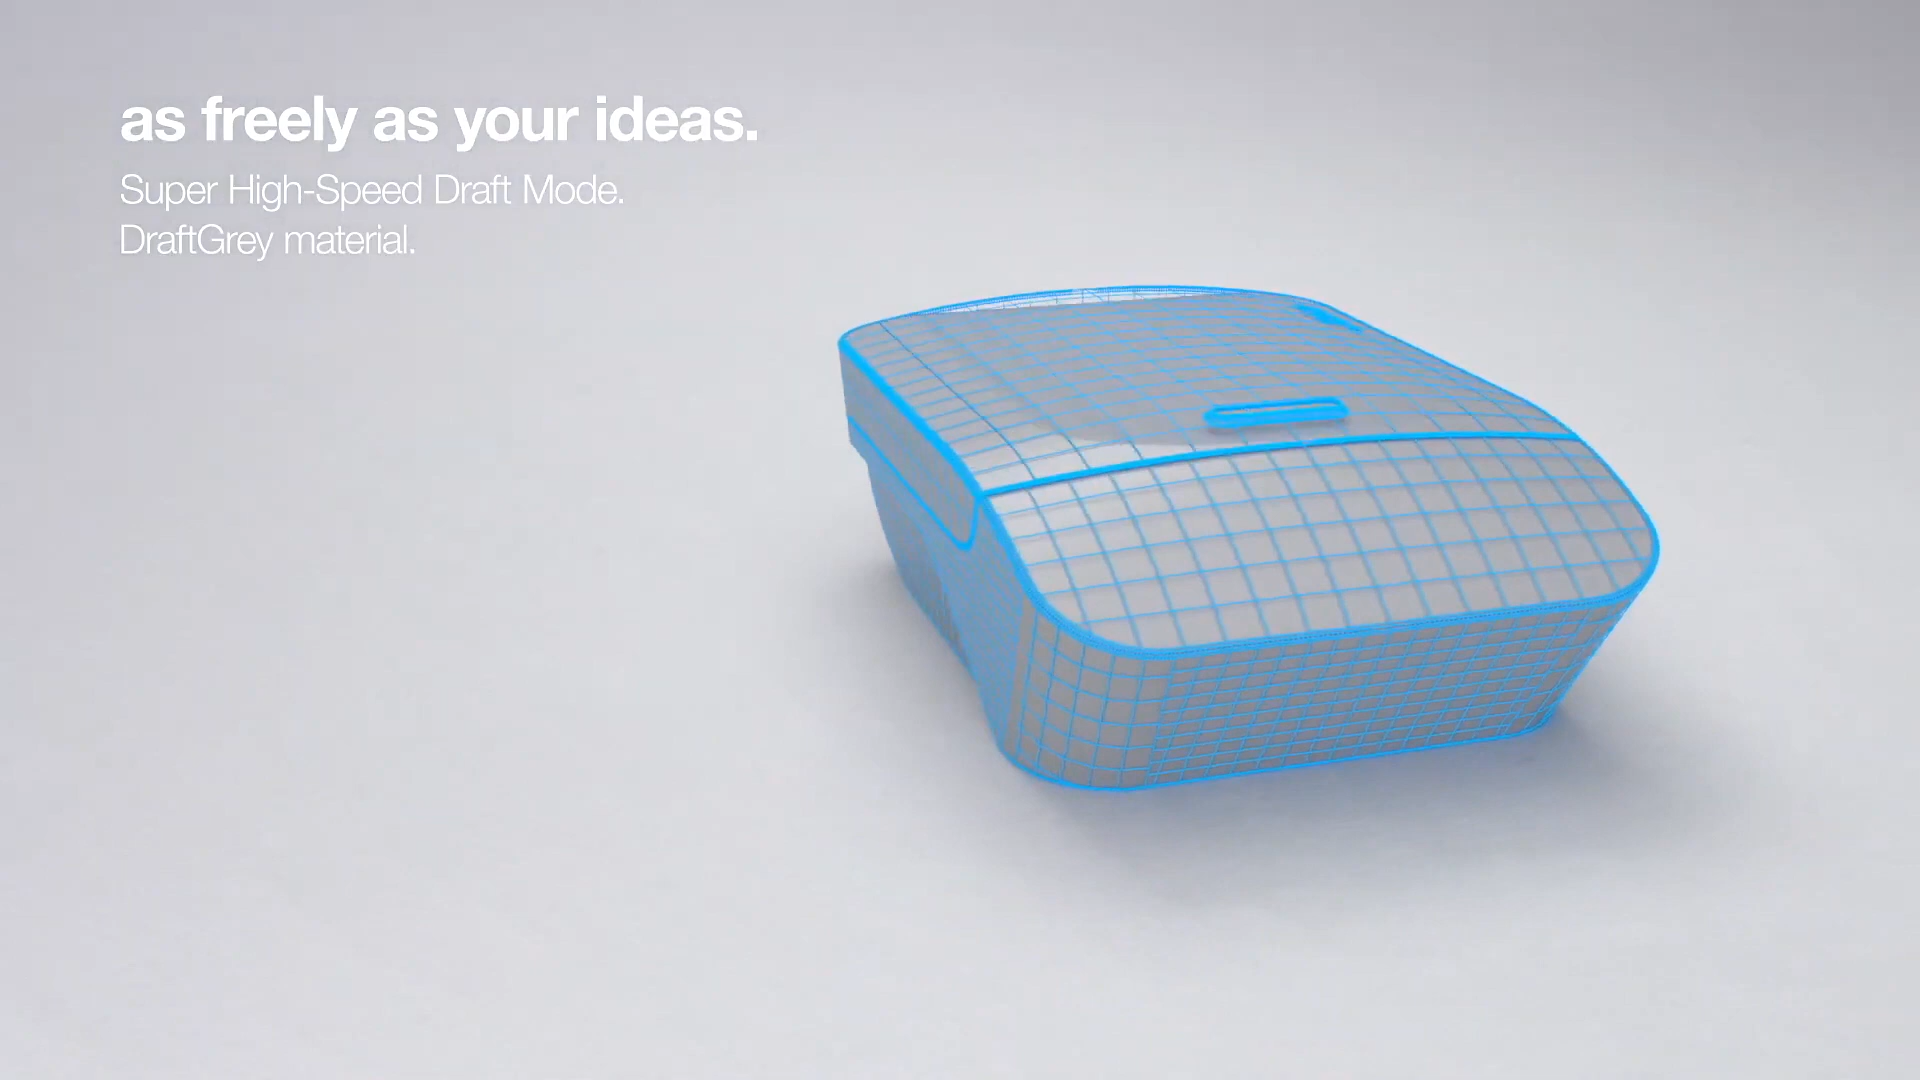 as freely as your ideas.
Super High-Speed Draft Mode.
DraftGrey material.